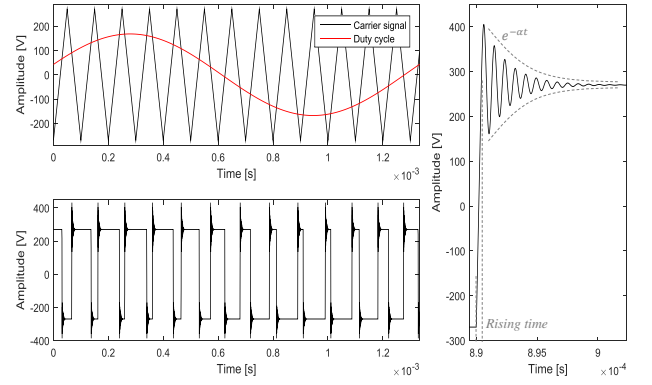 Amplitude [V]
200
100
0
-100
-200
Carrier signal
Duty cycle
0 0.2 0.4 0.6 0.8 1 1.2
×10-3
Time [s]
Amplitude [V]
400
200
0
-200
-400
0 0.2 0.4 0.6 0.8 1 1.2
×10-3
Time [s]
Amplitude [V]
400
300
200
100
0
-100
-200
-300
e−αt
Rising time
8.9 8.95 9
×10-4
Time [s]